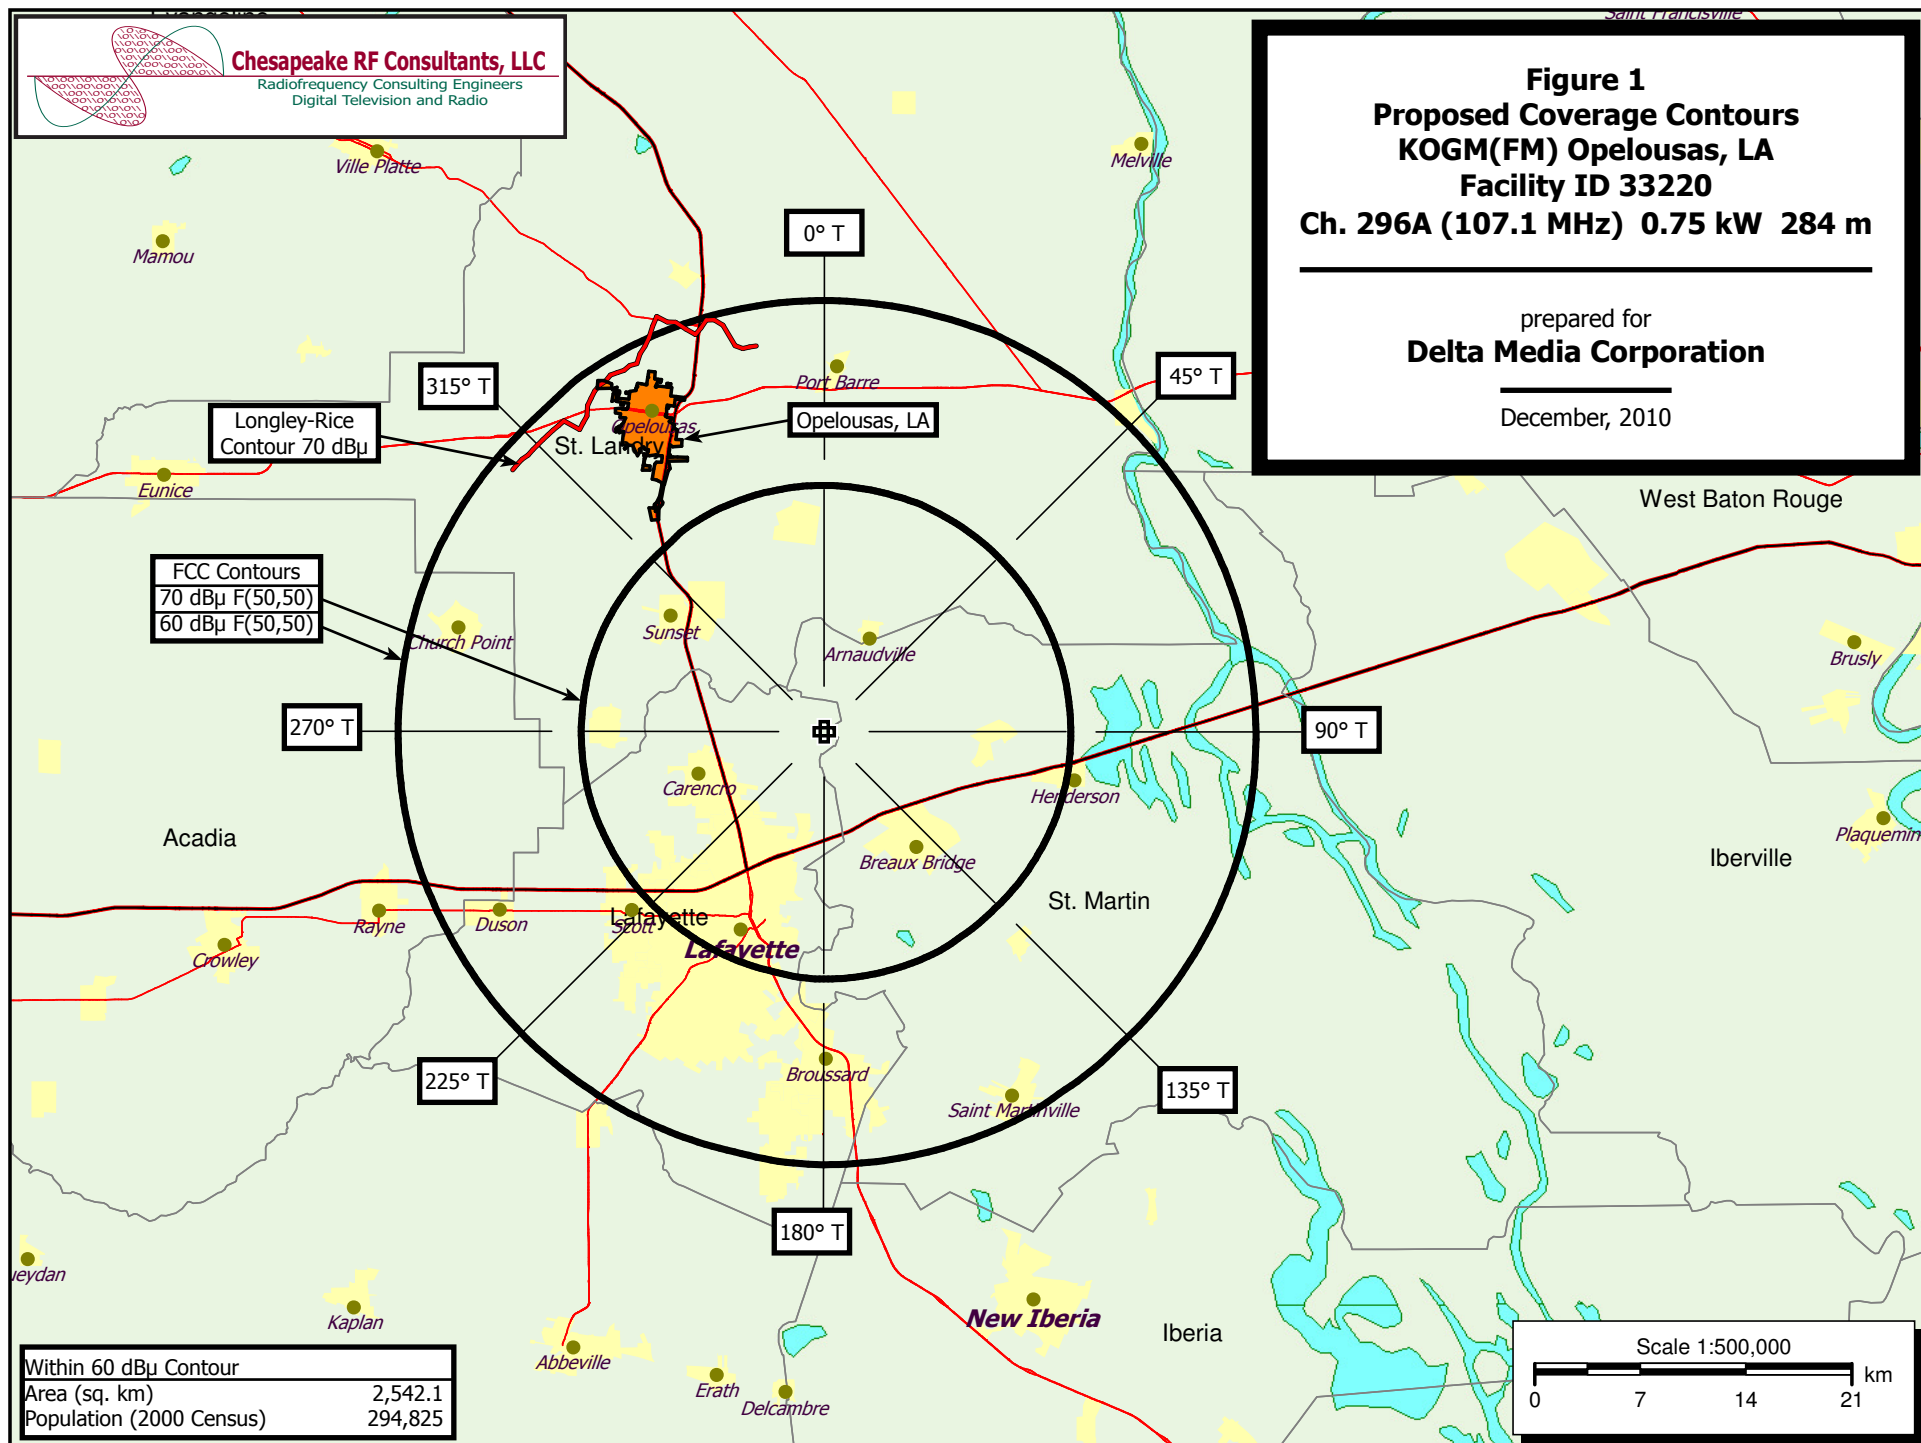 Evangeline
Saint Francisville
Chesapeake RF Consultants, LLC
Radiofrequency Consulting Engineers
Digital Television and Radio
Figure 1
Proposed Coverage Contours
KOGM(FM) Opelousas, LA
Facility ID 33220
Ch. 296A (107.1 MHz) 0.75 kW 284 m
prepared for
Delta Media Corporation
December, 2010
Ville Platte
Melville
Mamou
0° T
315° T
45° T
Port Barre
Longley-Rice
Contour 70 dBµ
Opelousas, LA
Opelousas
St. Landry
Eunice
West Baton Rouge
FCC Contours
70 dBµ F(50,50)
60 dBµ F(50,50)
Church Point
Sunset
Arnaudville
Brusly
270° T
90° T
Carencro
Henderson
Acadia
Breaux Bridge
Iberville
Plaquemin
St. Martin
Rayne
Duson
Scott
Lafayette
Lafayette
Crowley
225° T
Broussard
135° T
Saint Martinville
180° T
ueydan
Kaplan
New Iberia
Iberia
Abbeville
Erath
Delcambre
Within 60 dBµ Contour
Area (sq. km) 2,542.1
Population (2000 Census) 294,825
Scale 1:500,000
km
0 7 14 21